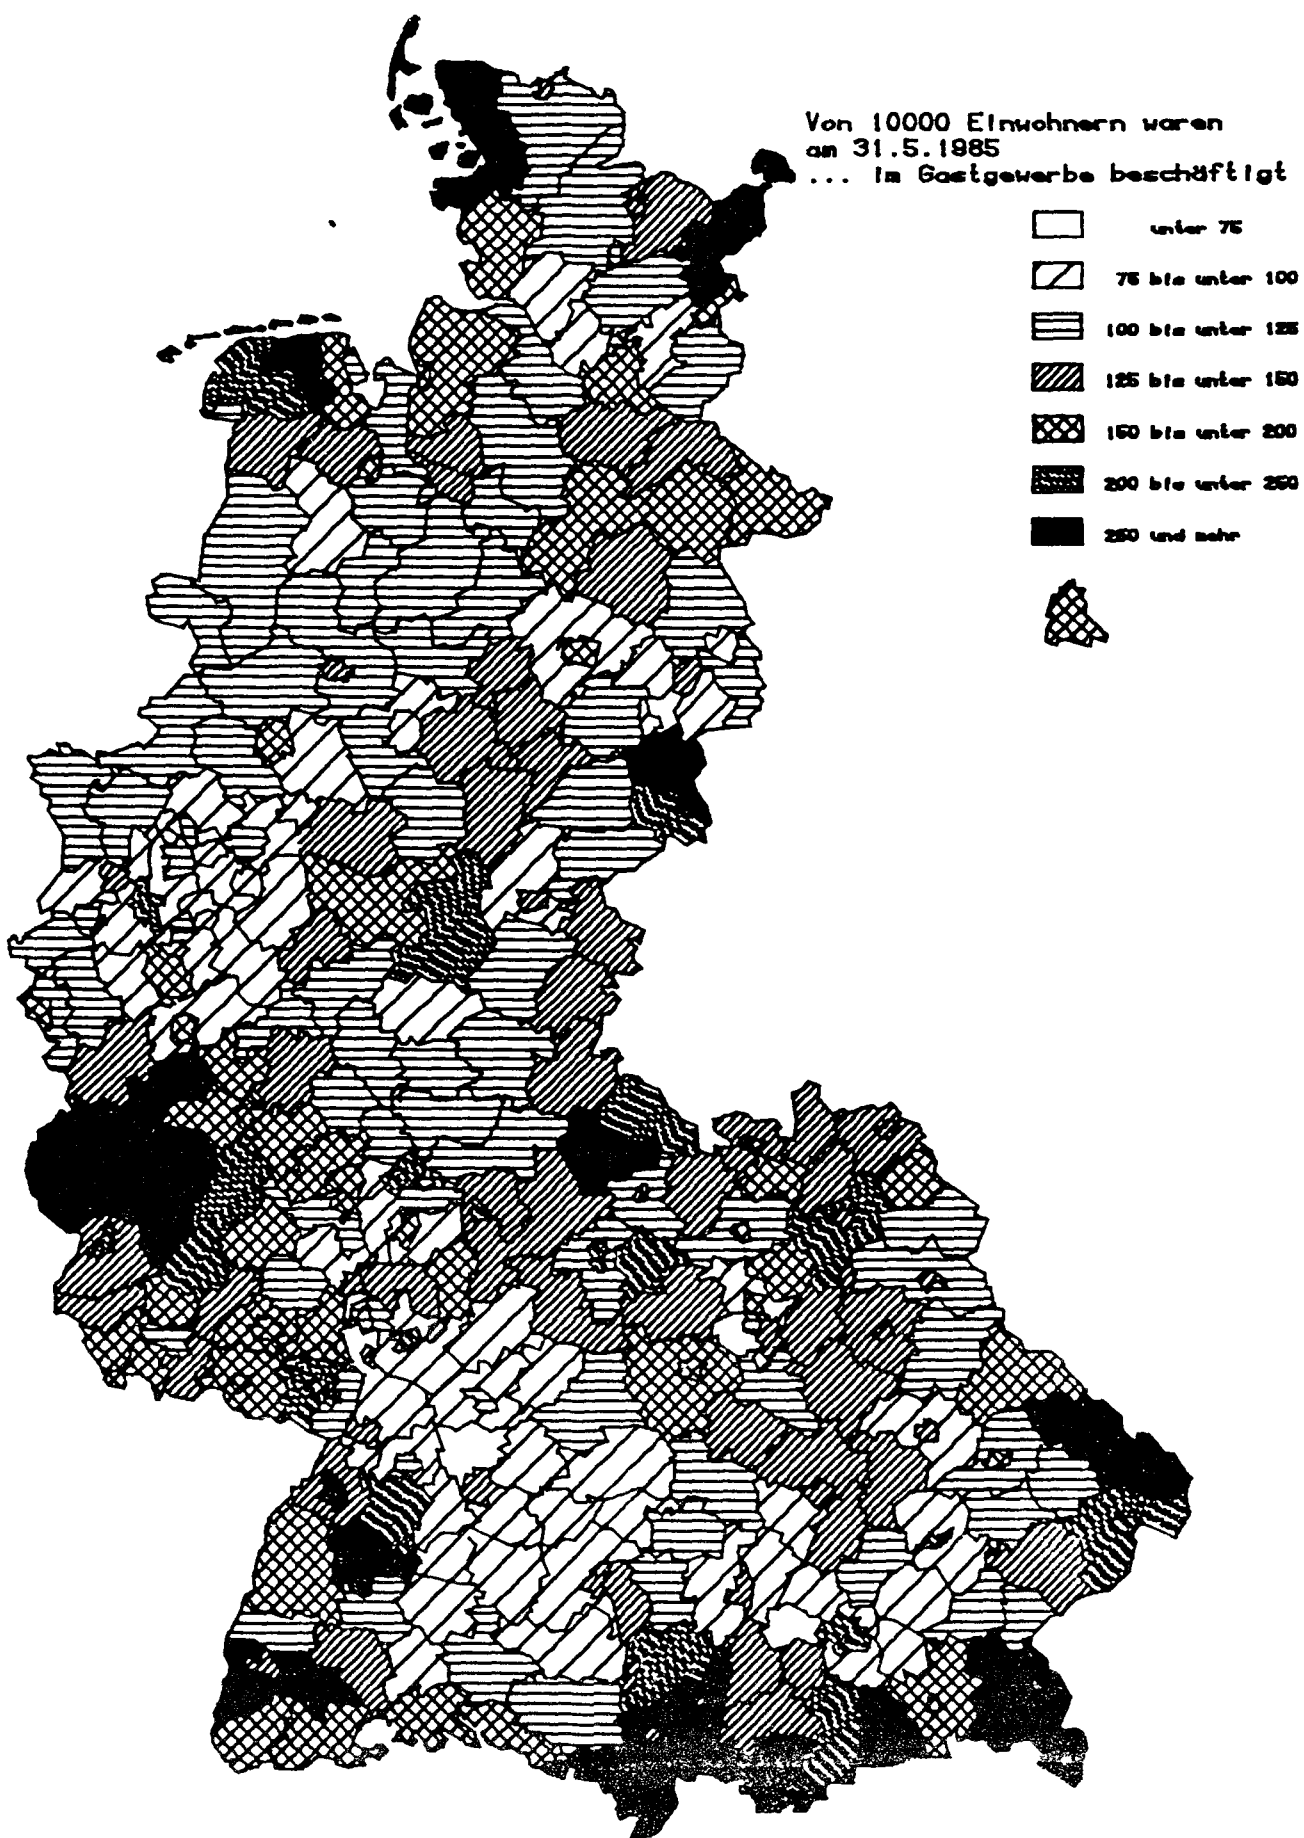 Von 10000 Einwohnern waren
am 31.5.1985
... im Gastgewerbe beschäftigt
unter 75
75 bis unter 100
100 bis unter 125
125 bis unter 150
150 bis unter 200
200 bis unter 250
250 und mehr